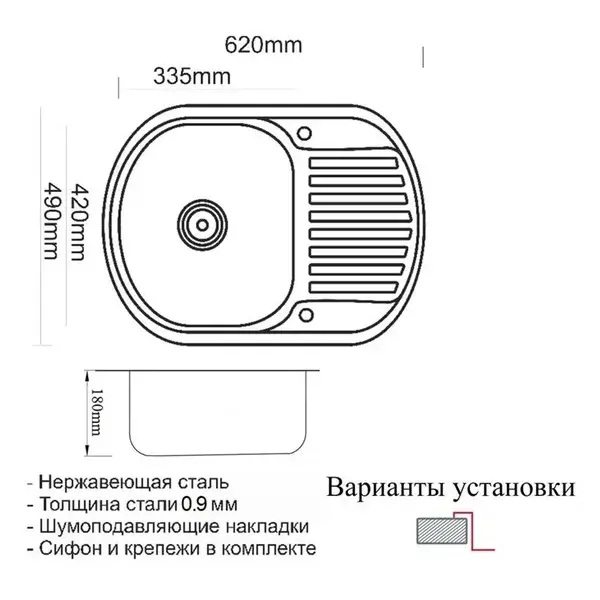 620mm
335mm
490mm
420mm
180mm
- Нержавеющая сталь
- Толщина стали 0.9 мм
- Шумоподавляющие накладки
- Сифон и крепежи в комплекте
Варианты установки